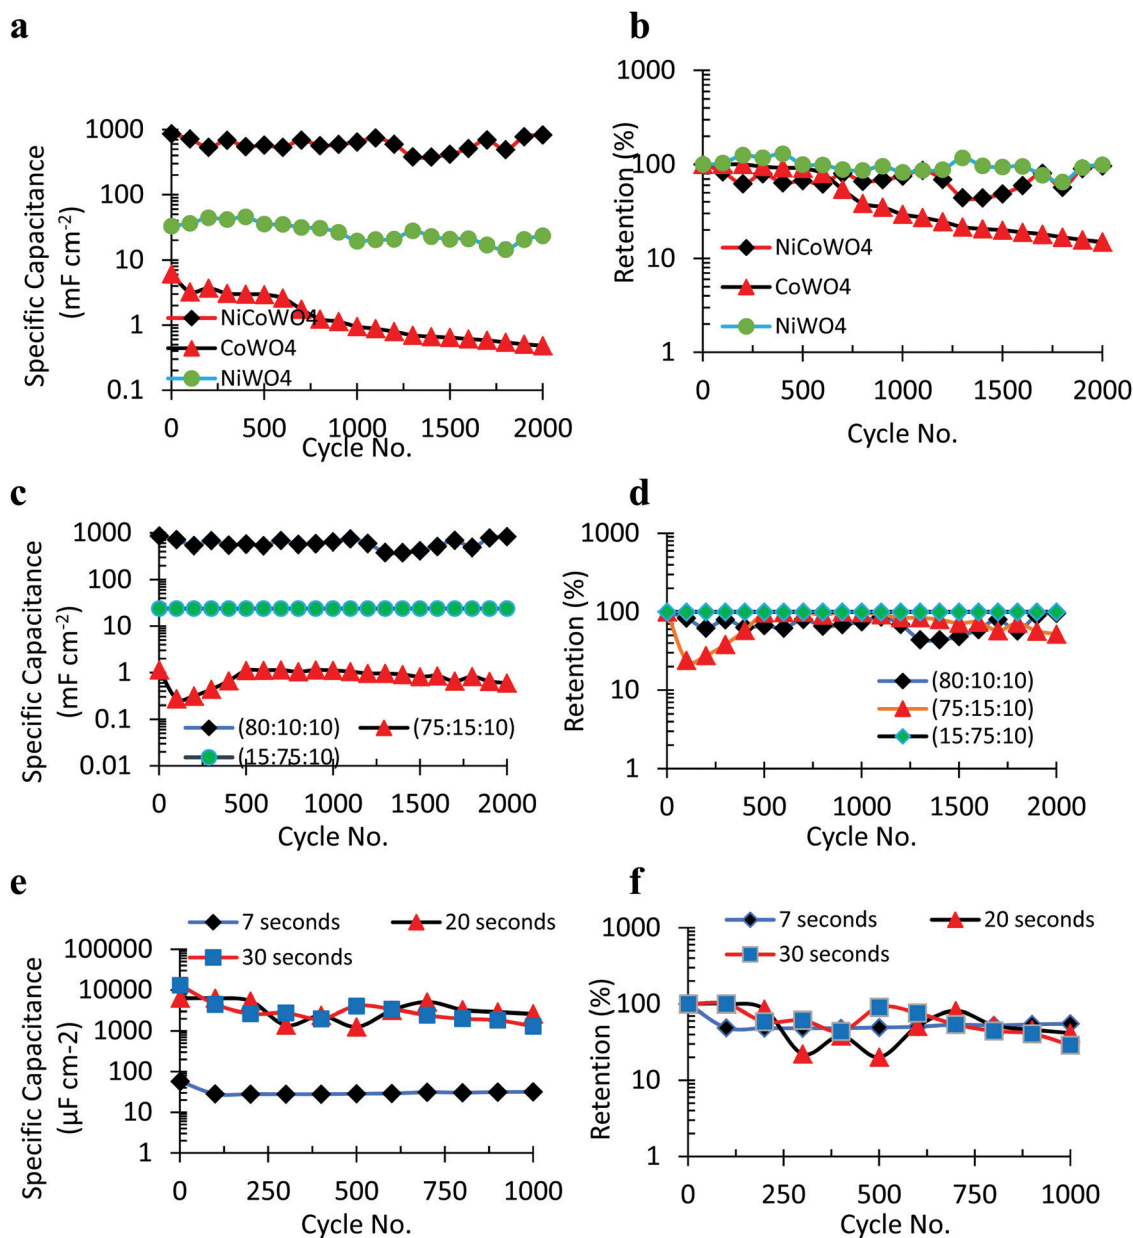 a
Specific Capacitance
(mF cm-2)
1000
100
10
1
0.1
NiCoWO4
CoWO4
NiWO4
0 500 1000 1500 2000
Cycle No.
b
Retention (%)
1000
100
10
1
NiCoWO4
CoWO4
NiWO4
0 500 1000 1500 2000
Cycle No.
c
Specific Capacitance
(mF cm-2)
1000
100
10
1
0.1
0.01
(80:10:10) (75:15:10)
(15:75:10)
0 500 1000 1500 2000
Cycle No.
d
Retention (%)
1000
100
10
1
(80:10:10)
(75:15:10)
(15:75:10)
0 500 1000 1500 2000
Cycle No.
e
7 seconds 20 seconds
30 seconds
Specific Capacitance
(µF cm-2)
100000
10000
1000
100
10
1
0 250 500 750 1000
Cycle No.
f
7 seconds 20 seconds
30 seconds
Retention (%)
1000
100
10
1
0 250 500 750 1000
Cycle No.